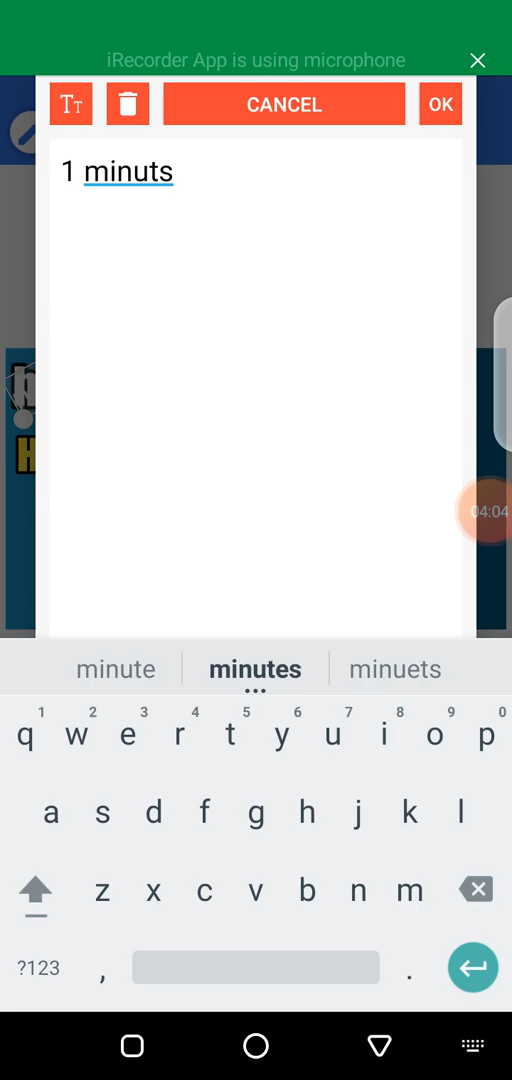 iRecorder App is using microphone
TT CANCEL OK
1 minuts
04:04
minute minutes minuets
1 2 3 4 5 6 7 8 9 0
q w e r t y u i o p
a s d f g h j k l
z x c v b n m
?123 , .